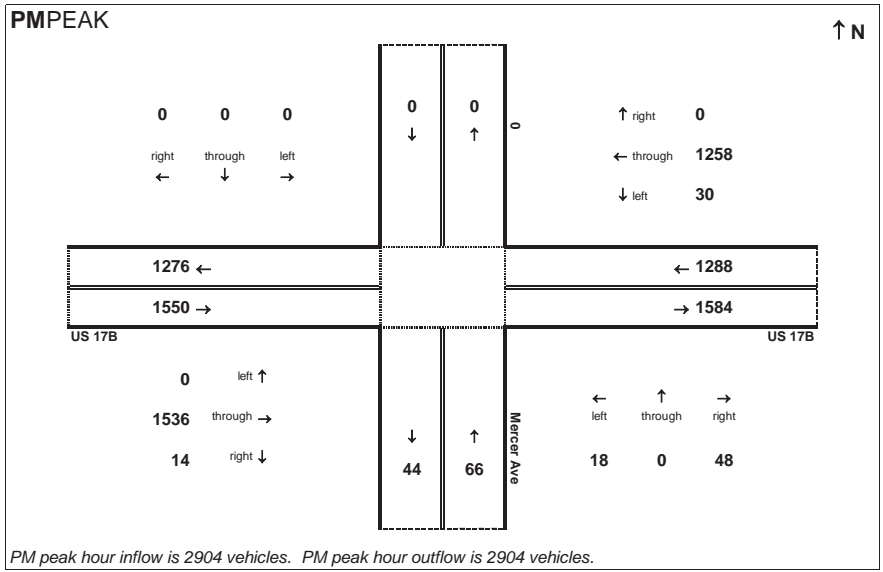 PMPEAK
↑ N
0 0 0
right through left
← ↓ →
0 0
↓ ↑
0
↑ right 0
← through 1258
↓ left 30
1276 ←
1550 →
US 17B
← 1288
→ 1584
US 17B
0 left ↑
1536 through →
14 right ↓
↓ ↑
44 66
Mercer Ave
← ↑ →
left through right
18 0 48
PM peak hour inflow is 2904 vehicles. PM peak hour outflow is 2904 vehicles.